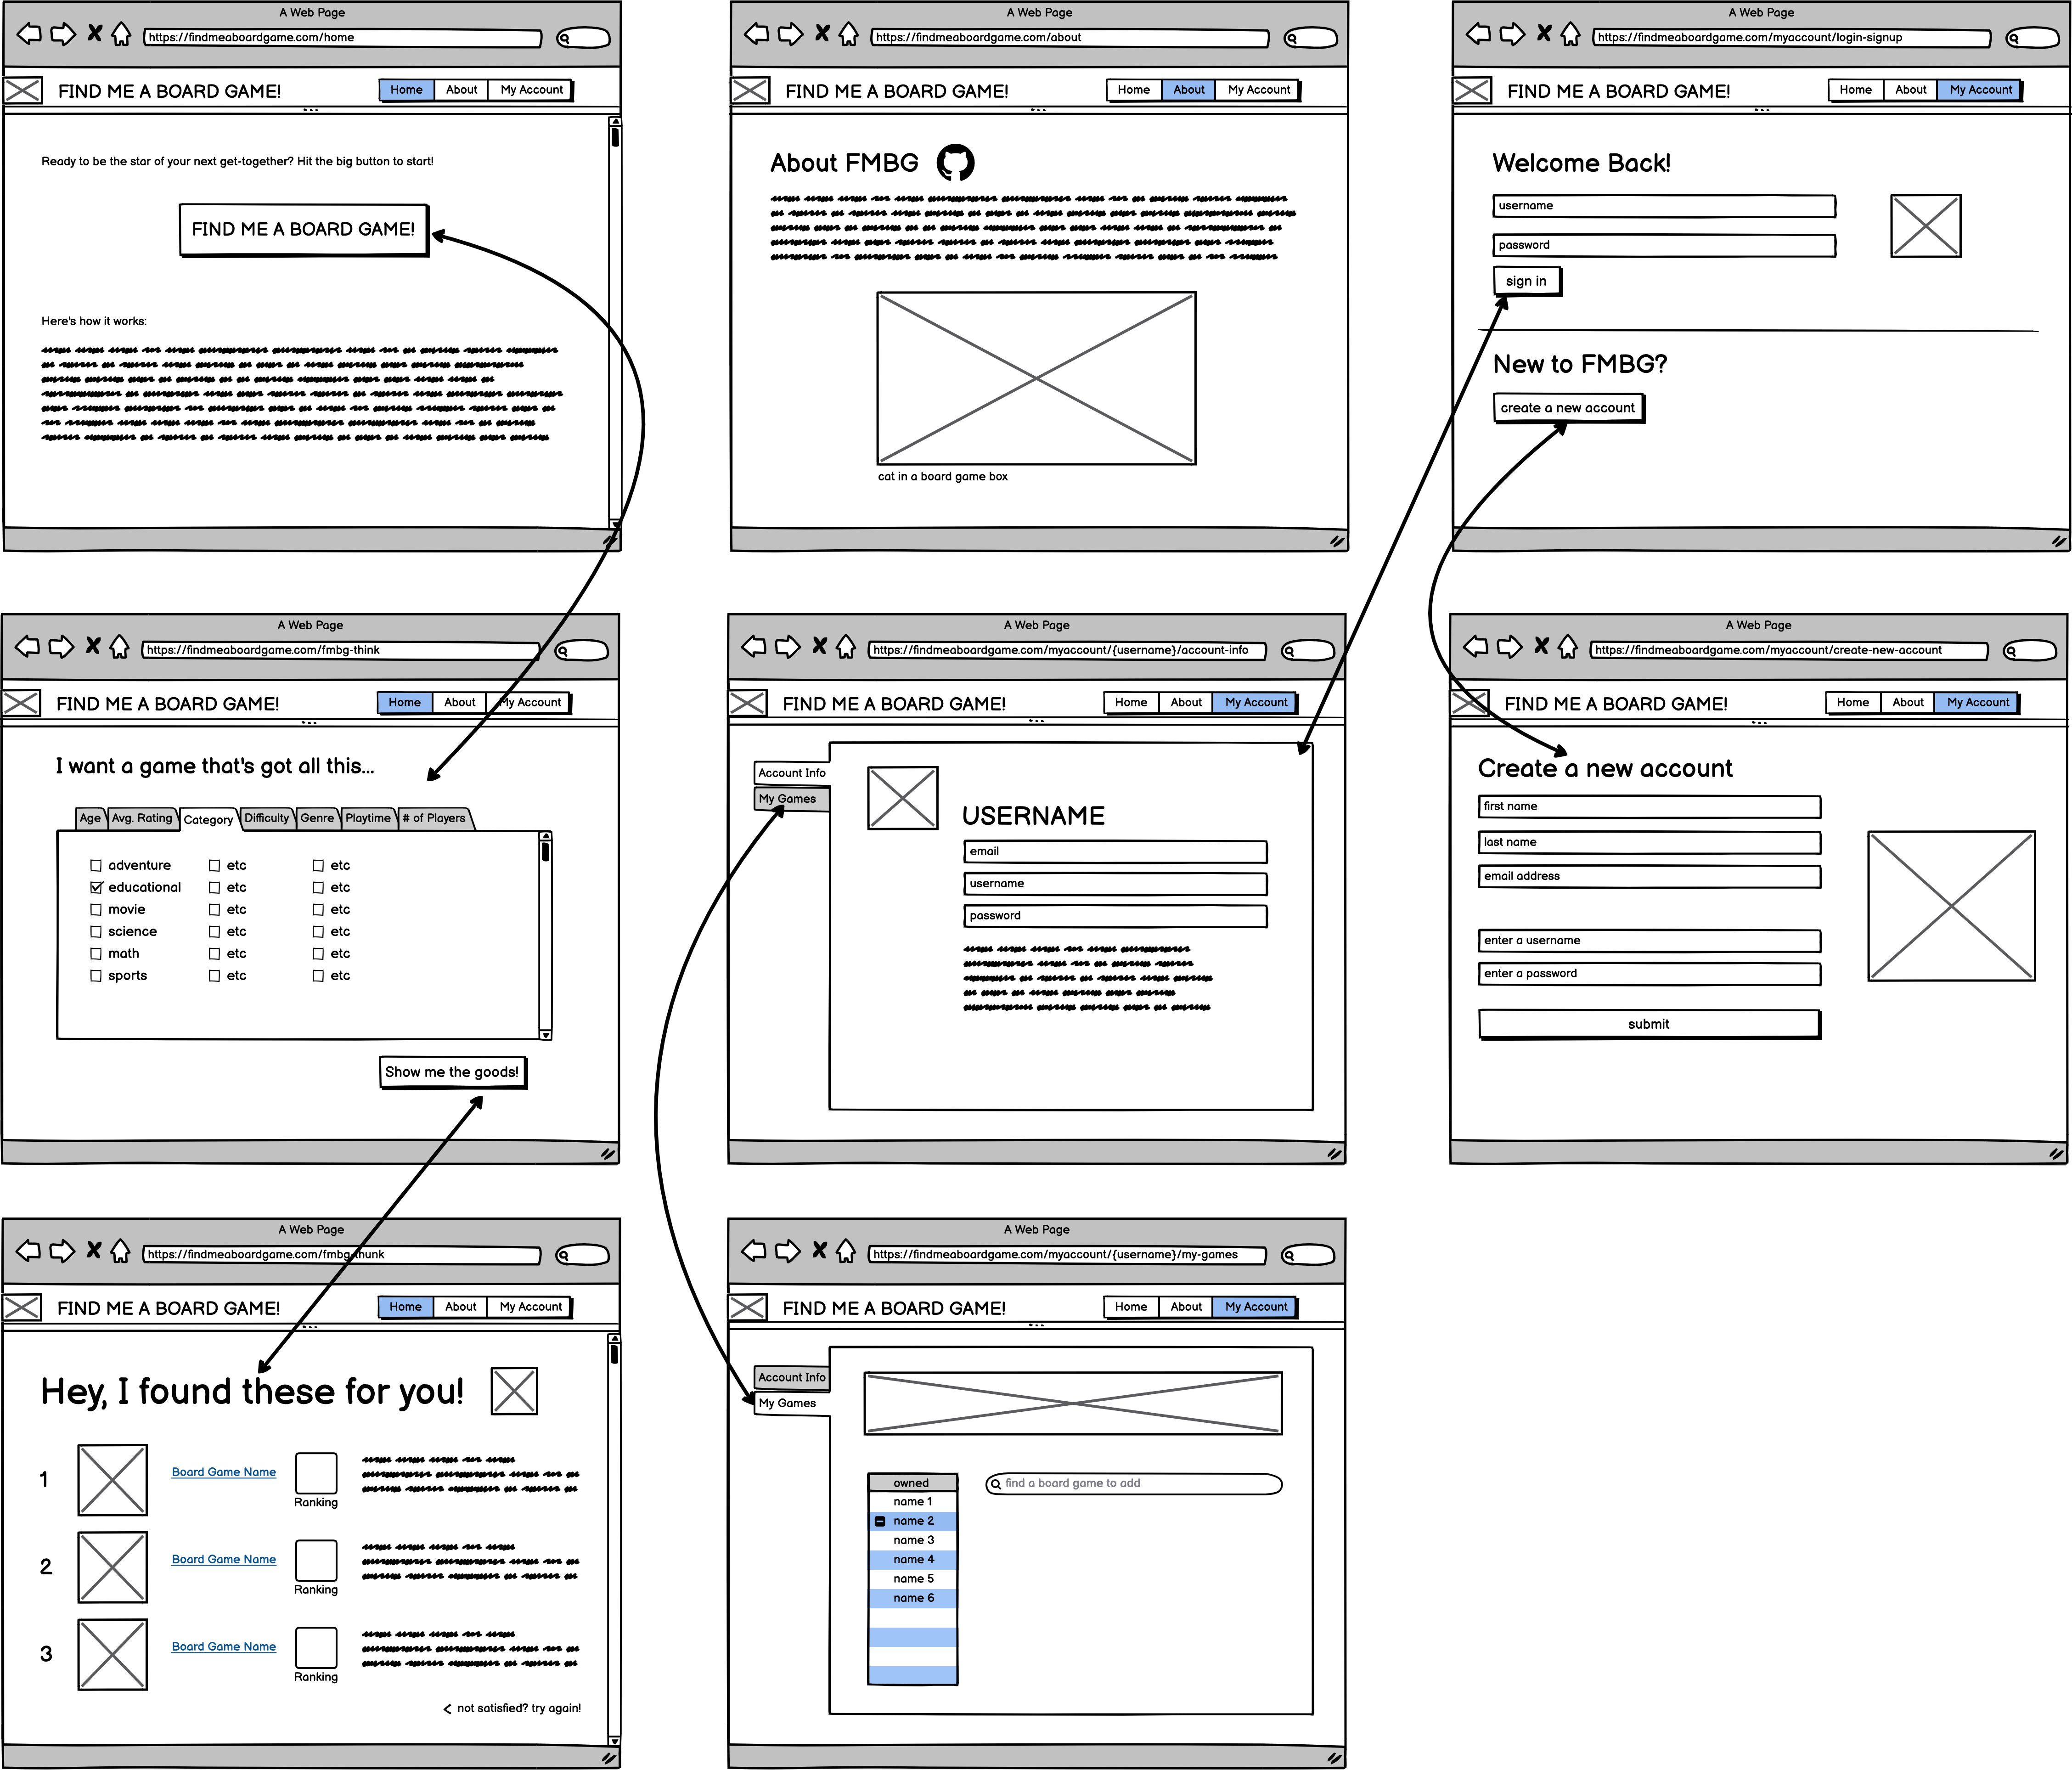 A Web Page
https://findmeaboardgame.com/home
FIND ME A BOARD GAME!
Home About My Account
Ready to be the star of your next get-together? Hit the big button to start!
FIND ME A BOARD GAME!
Here's how it works:
A Web Page
https://findmeaboardgame.com/about
FIND ME A BOARD GAME!
Home About My Account
About FMBG
cat in a board game box
A Web Page
https://findmeaboardgame.com/myaccount/login-signup
FIND ME A BOARD GAME!
Home About My Account
Welcome Back!
username
password
sign in
New to FMBG?
create a new account
A Web Page
https://findmeaboardgame.com/fmbg-think
FIND ME A BOARD GAME!
Home About My Account
I want a game that's got all this...
Age Avg. Rating Category Difficulty Genre Playtime # of Players
adventure etc etc
educational etc etc
movie etc etc
science etc etc
math etc etc
sports etc etc
Show me the goods!
A Web Page
https://findmeaboardgame.com/myaccount/{username}/account-info
FIND ME A BOARD GAME!
Home About My Account
Account Info
My Games
USERNAME
email
username
password
A Web Page
https://findmeaboardgame.com/myaccount/create-new-account
FIND ME A BOARD GAME!
Home About My Account
Create a new account
first name
last name
email address
enter a username
enter a password
submit
A Web Page
https://findmeaboardgame.com/fmbg-thunk
FIND ME A BOARD GAME!
Home About My Account
Hey, I found these for you!
1 Board Game Name
Ranking
2 Board Game Name
Ranking
3 Board Game Name
Ranking
< not satisfied? try again!
A Web Page
https://findmeaboardgame.com/myaccount/{username}/my-games
FIND ME A BOARD GAME!
Home About My Account
Account Info
My Games
owned
find a board game to add
name 1
name 2
name 3
name 4
name 5
name 6